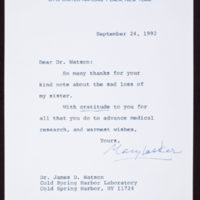 September 24, 1992
Dear Dr. Watson:
So many thanks for your
kind note about the sad loss of
my sister.
With gratitude to you for
all that you do to advance medical
research, and warmest wishes,
Yours,
Mary Lasker
Dr. James D. Watson
Cold Spring Harbor Laboratory
Cold Spring Harbor, NY 11724